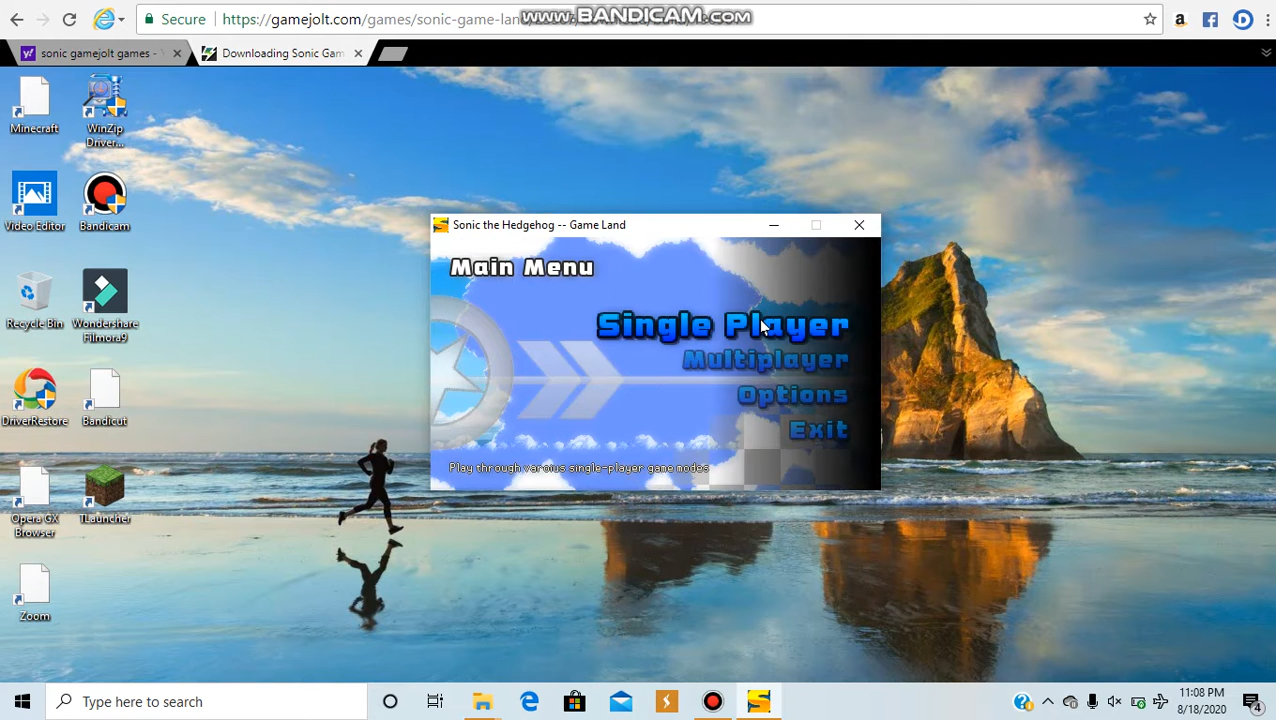 Secure
https://gamejolt.com/games/sonic-game-lan
www.BANDICAM.com
sonic gamejolt games -
Downloading Sonic Gam
Minecraft
WinZip
Driver...
Video Editor
Bandicam
Recycle Bin
Wondershare
Filmora9
DriverRestore
Bandicut
Opera GX
Browser
TLauncher
Zoom
Sonic the Hedgehog -- Game Land
Main Menu
Single Player
Multiplayer
Options
Exit
Play through varoius single-player game modes
Type here to search
11:08 PM
8/18/2020
4